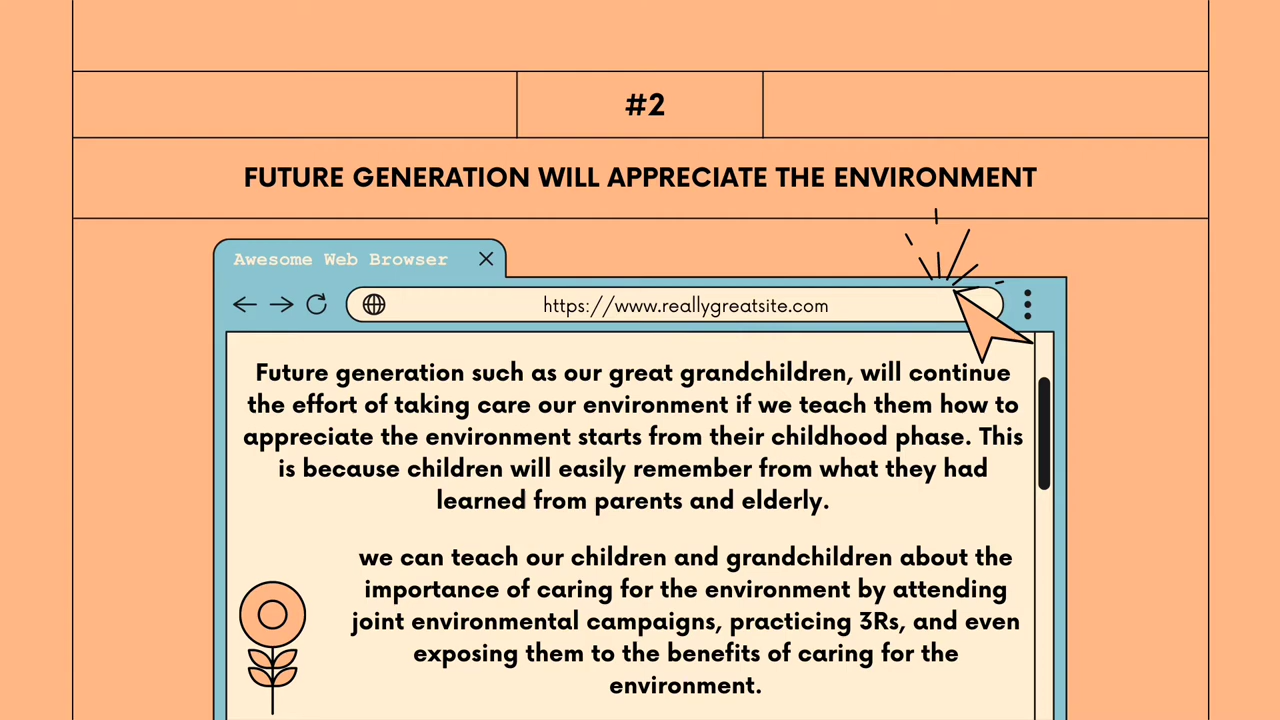 #2
FUTURE GENERATION WILL APPRECIATE THE ENVIRONMENT
Awesome Web Browser
https://www.reallygreatsite.com
Future generation such as our great grandchildren, will continue
the effort of taking care our environment if we teach them how to
appreciate the environment starts from their childhood phase. This
is because children will easily remember from what they had
learned from parents and elderly.
we can teach our children and grandchildren about the
importance of caring for the environment by attending
joint environmental campaigns, practicing 3Rs, and even
exposing them to the benefits of caring for the
environment.